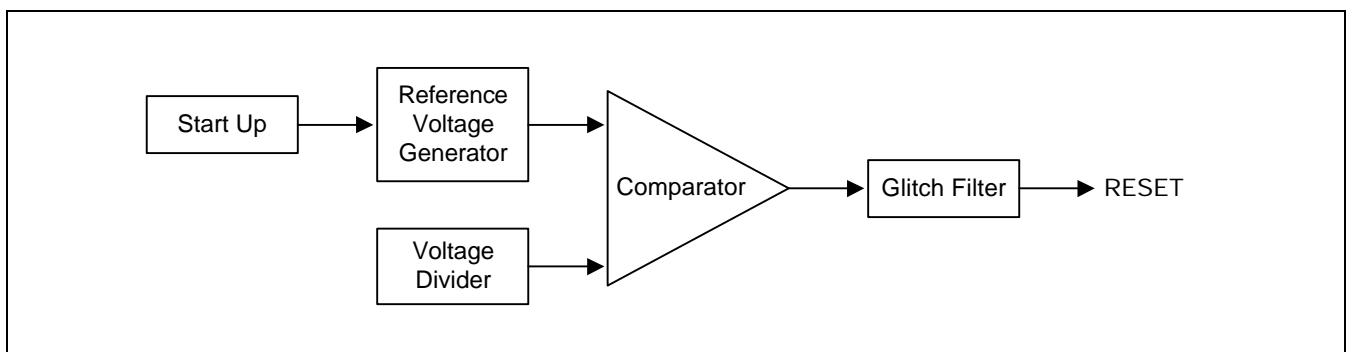 Start Up
Reference
Voltage
Generator
Voltage
Divider
Comparator
Glitch Filter
RESET